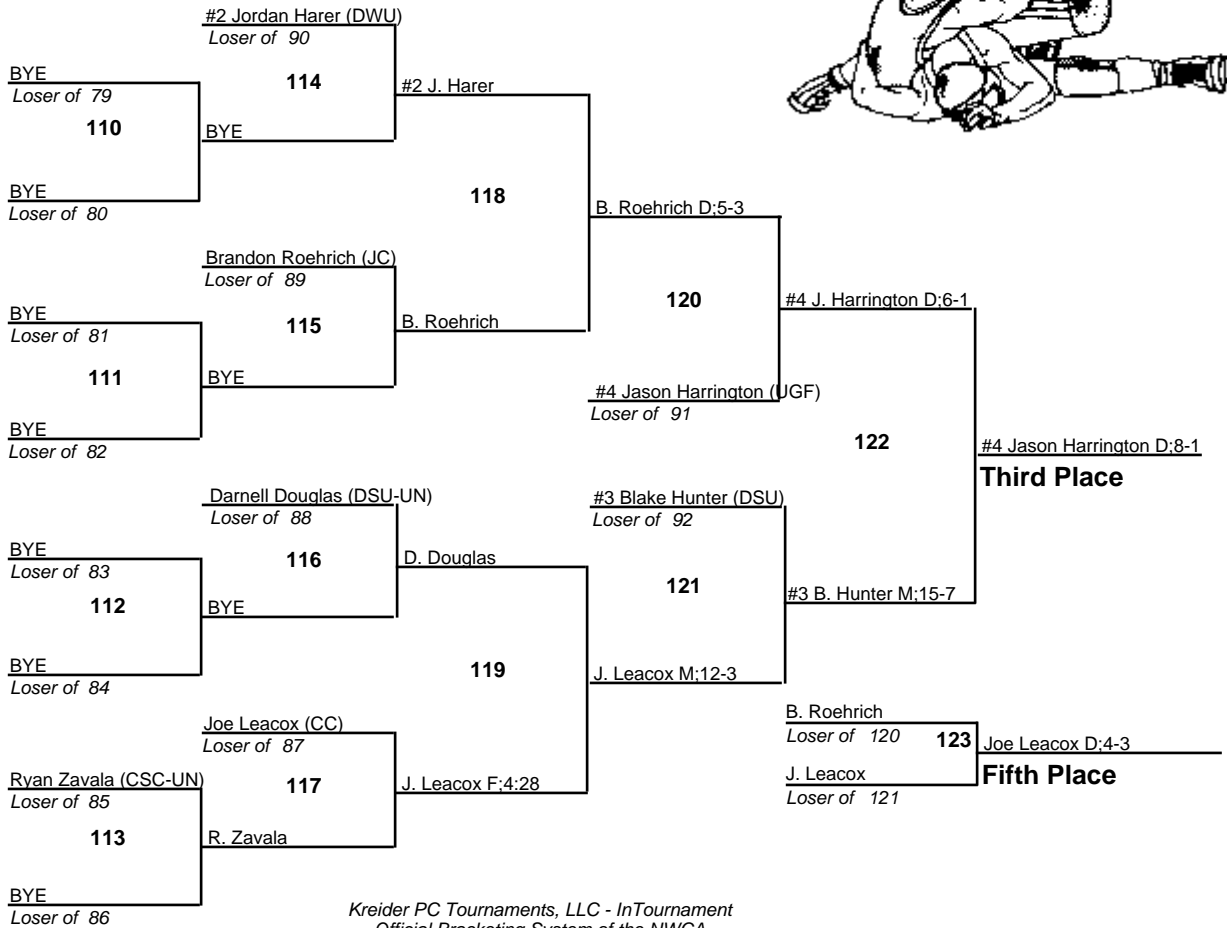 #2 Jordan Harer (DWU)
Loser of 90
BYE
Loser of 79
114
#2 J. Harer
110
BYE
BYE
Loser of 80
118
B. Roehrich D;5-3
Brandon Roehrich (JC)
Loser of 89
120
#4 J. Harrington D;6-1
BYE
Loser of 81
115
B. Roehrich
111
BYE
#4 Jason Harrington (UGF)
Loser of 91
BYE
Loser of 82
122
#4 Jason Harrington D;8-1
Third Place
Darnell Douglas (DSU-UN)
Loser of 88
#3 Blake Hunter (DSU)
Loser of 92
BYE
Loser of 83
116
D. Douglas
121
#3 B. Hunter M;15-7
112
BYE
BYE
Loser of 84
119
J. Leacox M;12-3
Joe Leacox (CC)
Loser of 87
B. Roehrich
Loser of 120
123
Joe Leacox D;4-3
Fifth Place
J. Leacox
Loser of 121
Ryan Zavala (CSC-UN)
Loser of 85
117
J. Leacox F;4:28
113
R. Zavala
BYE
Loser of 86
Kreider PC Tournaments, LLC - InTournament
Official Bracketing System of the NWCA